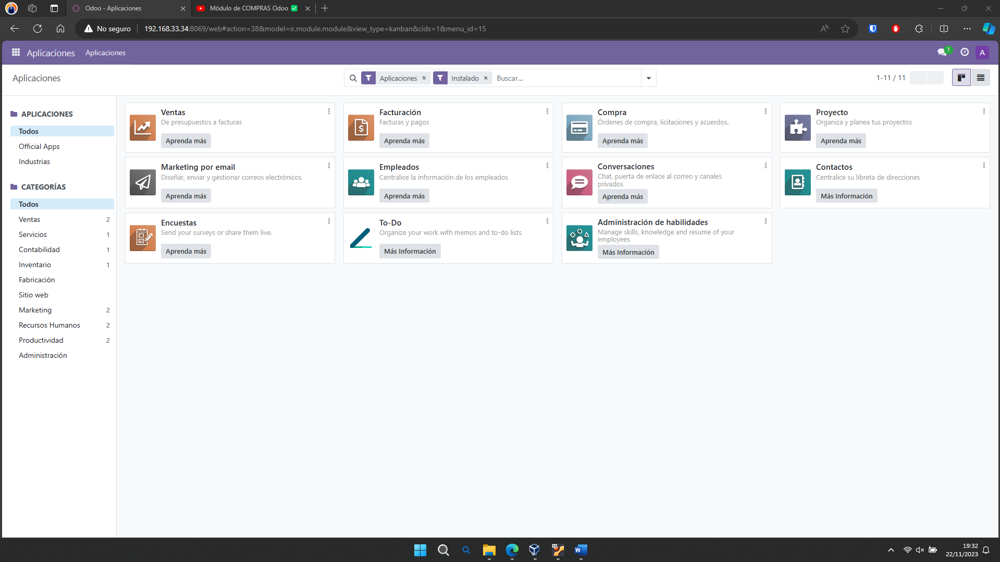 Odoo - Aplicaciones
Módulo de COMPRAS Odoo ✅
No seguro
192.168.33.34:8069/web#action=38&model=ir.module.module&view_type=kanban&cids=1&menu_id=15
Aplicaciones
Aplicaciones
1
A
Aplicaciones
Aplicaciones ×
Instalado ×
Buscar...
1-11 / 11
APLICACIONES
Todos
Official Apps
Industrias
CATEGORÍAS
Todos
Ventas 2
Servicios 1
Contabilidad 1
Inventario 1
Fabricación
Sitio web
Marketing 2
Recursos Humanos 2
Productividad 2
Administración
Ventas
De presupuestos a facturas
Aprenda más
Facturación
Facturas y pagos
Aprenda más
Compra
Órdenes de compra, licitaciones y acuerdos.
Aprenda más
Proyecto
Organiza y planea tus proyectos
Aprenda más
Marketing por email
Diseñar, enviar y gestionar correos electrónicos
Aprenda más
Empleados
Centralice la información de los empleados
Aprenda más
Conversaciones
Chat, puerta de enlace al correo y canales
privados
Aprenda más
Contactos
Centralice su libreta de direcciones
Más Información
Encuestas
Send your surveys or share them live.
Aprenda más
To-Do
Organize your work with memos and to-do lists
Más Información
Administración de habilidades
Manage skills, knowledge and resume of your
employees
Más Información
19:32
22/11/2023